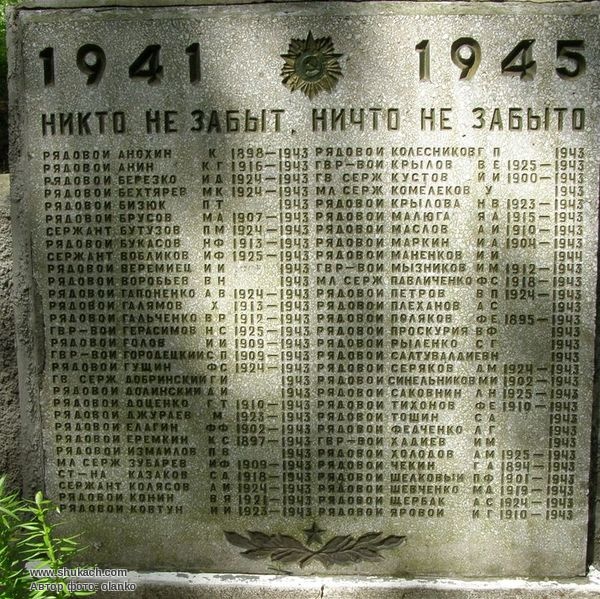 1941 1945
НИКТО НЕ ЗАБЫТ, НИЧТО НЕ ЗАБЫТО
РЯДОВОЙ АНОХИН К 1898-1943
РЯДОВОЙ АНИН К Г 1916-1943
РЯДОВОЙ БЕРЕЗКО И Д 1924-1943
РЯДОВОЙ БЕХТЯРЕВ М К 1924-1943
РЯДОВОЙ БИЗЮК П Т 1943
РЯДОВОЙ БРУСОВ М А 1907-1943
СЕРЖАНТ БУТУЗОВ П М 1924-1943
РЯДОВОЙ БУКАСОВ Н Ф 1913-1943
СЕРЖАНТ ВОБЛИКОВ И Ф 1925-1943
РЯДОВОЙ ВЕРЕМИЕЦ И И 1943
РЯДОВОЙ ВОРОБЬЕВ В Н 1943
РЯДОВОЙ ГАПОНЕНКО А В 1924-1943
РЯДОВОЙ ГАЛЯМОВ Х 1913-1943
РЯДОВОЙ ГАЛЬЧЕНКО В Р 1912-1943
ГВР-ВОЙ ГЕРАСИМОВ Н С 1925-1943
РЯДОВОЙ ГОЛОВ И И 1909-1943
ГВР-ВОЙ ГОРОДЕЦКИЙ С П 1909-1943
РЯДОВОЙ ГУЩИН Ф С 1924-1943
ГВ СЕРЖ ДОБРИНСКИЙ Г И 1943
РЯДОВОЙ ДОЛИНСКИЙ Д И 1943
РЯДОВОЙ ДОЦЕНКО Г Т 1910-1943
РЯДОВОЙ ДЖУРАЕВ М 1923-1943
РЯДОВОЙ ЕЛАГИН Ф Ф 1902-1943
РЯДОВОЙ ЕРЕМКИН К С 1897-1943
РЯДОВОЙ ИЗМАИЛОВ П В 1943
МЛ СЕРЖ ЗУБАРЕВ И Ф 1909-1943
СТ-НА КАЗАКОВ С Д 1918-1943
СЕРЖАНТ КОЛЯСОВ Л И 1924-1943
РЯДОВОЙ КОНИН В Я 1921-1943
РЯДОВОЙ КОВТУН И И 1923-1943
РЯДОВОЙ КОЛЕСНИКОВ Г П 1943
ГВР-ВОЙ КРЫЛОВ В Е 1925-1943
ГВ СЕРЖ КУСТОВ И И 1900-1943
МЛ СЕРЖ КОМЕЛЕКОВ У 1943
РЯДОВОЙ КРЫЛОВА Н В 1923-1943
РЯДОВОЙ МАЛЮГА Я А 1915-1943
РЯДОВОЙ МАСЛОВ А И 1910-1944
РЯДОВОЙ МАРКИН И А 1904-1943
РЯДОВОЙ МАНЕНКОВ И И 1944
ГВР-ВОЙ МЫЗНИКОВ И М 1912-1943
МЛ СЕРЖ ПАВЛИЧЕНКО Ф С 1918-1943
РЯДОВОЙ ПЕТРОВ В П 1924-1943
РЯДОВОЙ ПЛЕХАНОВ А С 1943
РЯДОВОЙ ПОЛЯКОВ Ф Е 1895-1943
РЯДОВОЙ ПРОСКУРИЯ В Ф 1943
РЯДОВОЙ РЫЛЕНКО С Г 1943
РЯДОВОЙ САЛТУВАЛДИЕВ Н 1943
РЯДОВОЙ СЕРЯКОВ Д М 1924-1943
РЯДОВОЙ СИНЕЛЬНИКОВ М И 1902-1943
РЯДОВОЙ САКОВНИН Л Н 1925-1943
РЯДОВОЙ ТИХОНОВ Ф Е 1910-1943
РЯДОВОЙ ТОЩИН С А 1943
РЯДОВОЙ ФЕДЧЕНКО Л Г 1943
ГВР-ВОЙ ХАДИЕВ И М 1943
РЯДОВОЙ ХОЛОДОВ А М 1925-1943
РЯДОВОЙ ЧЕКИН Г А 1894-1943
РЯДОВОЙ ШЕЛКОВЫЙ П Ф 1901-1943
РЯДОВОЙ ШЕВЧЕНКО М Д 1919-1943
РЯДОВОЙ ЩЕРБАК А С 1924-1943
РЯДОВОЙ ЯРОВОЙ И Г 1910-1943
www.shukach.com
Автор фото: olanko